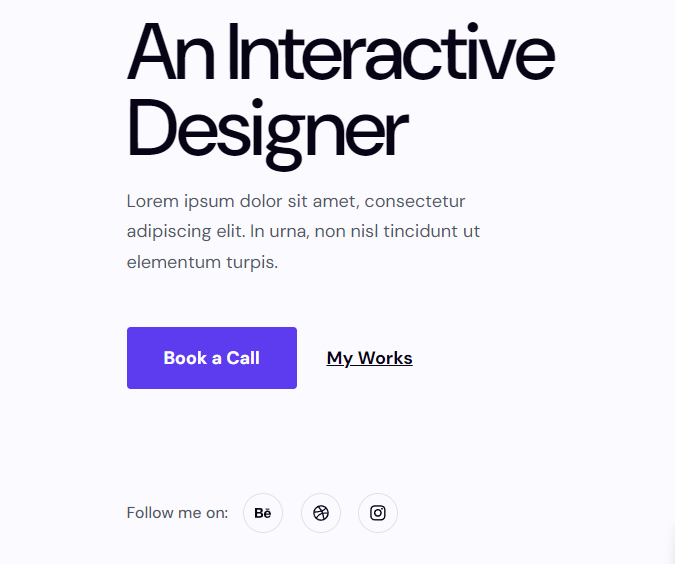 An Interactive
Designer
Lorem ipsum dolor sit amet, consectetur
adipiscing elit. In urna, non nisl tincidunt ut
elementum turpis.
Book a Call My Works
Follow me on: Bē